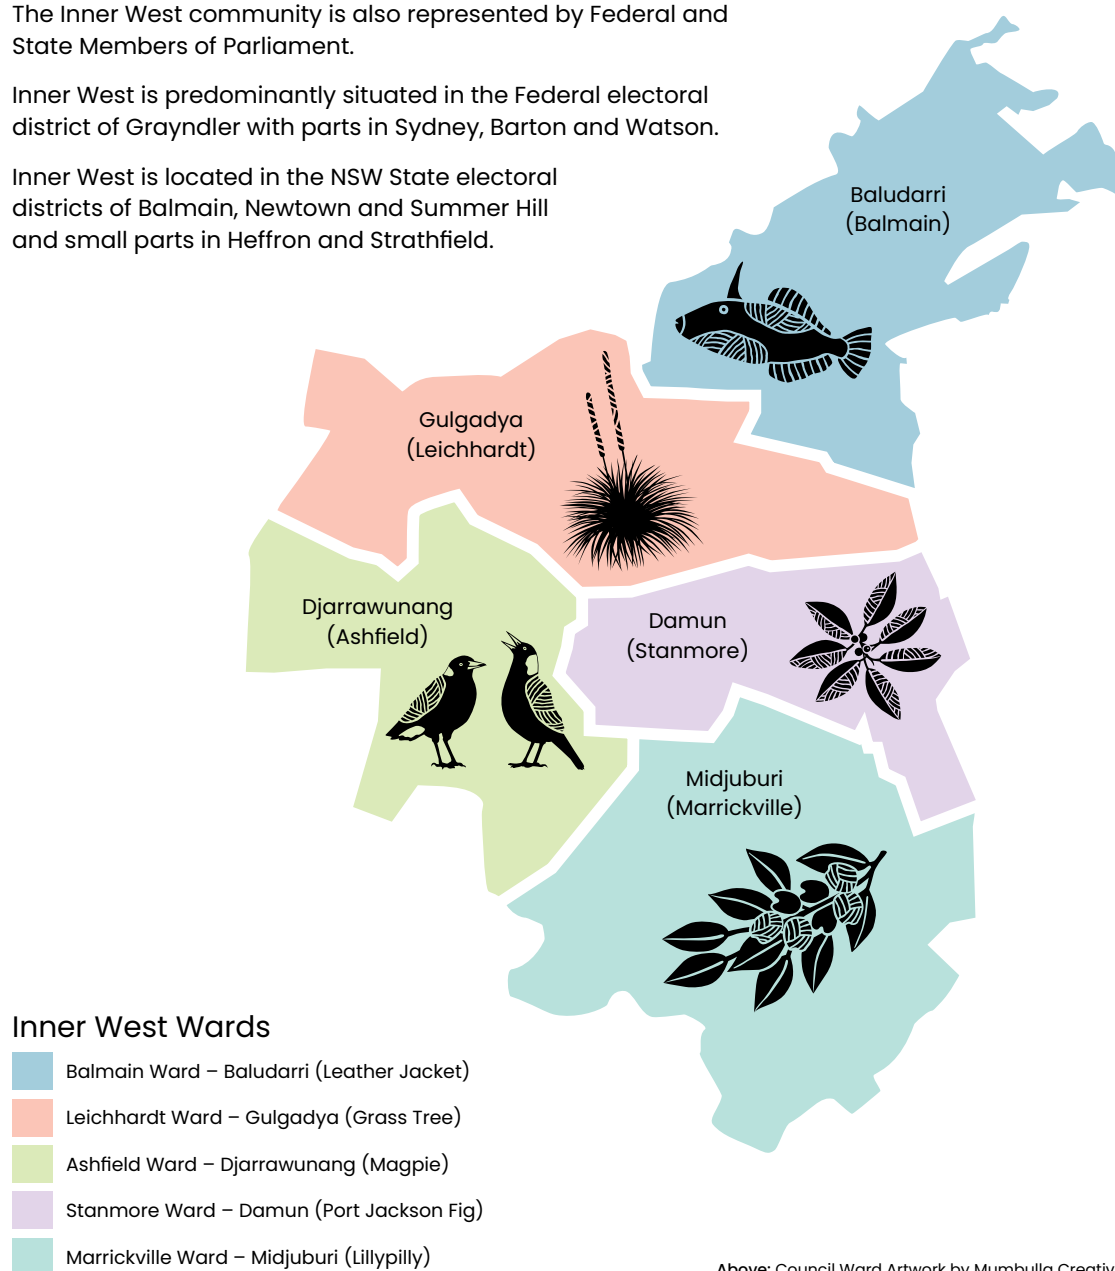 The Inner West community is also represented by Federal and
State Members of Parliament.
Inner West is predominantly situated in the Federal electoral
district of Grayndler with parts in Sydney, Barton and Watson.
Inner West is located in the NSW State electoral
districts of Balmain, Newtown and Summer Hill
and small parts in Heffron and Strathfield.
Baludarri
(Balmain)
Gulgadya
(Leichhardt)
Djarrawunang
(Ashfield)
Damun
(Stanmore)
Midjuburi
(Marrickville)
Inner West Wards
Balmain Ward – Baludarri (Leather Jacket)
Leichhardt Ward – Gulgadya (Grass Tree)
Ashfield Ward – Djarrawunang (Magpie)
Stanmore Ward – Damun (Port Jackson Fig)
Marrickville Ward – Midjuburi (Lillypilly)
Above: Council Ward Artwork by Mumbulla Creativ